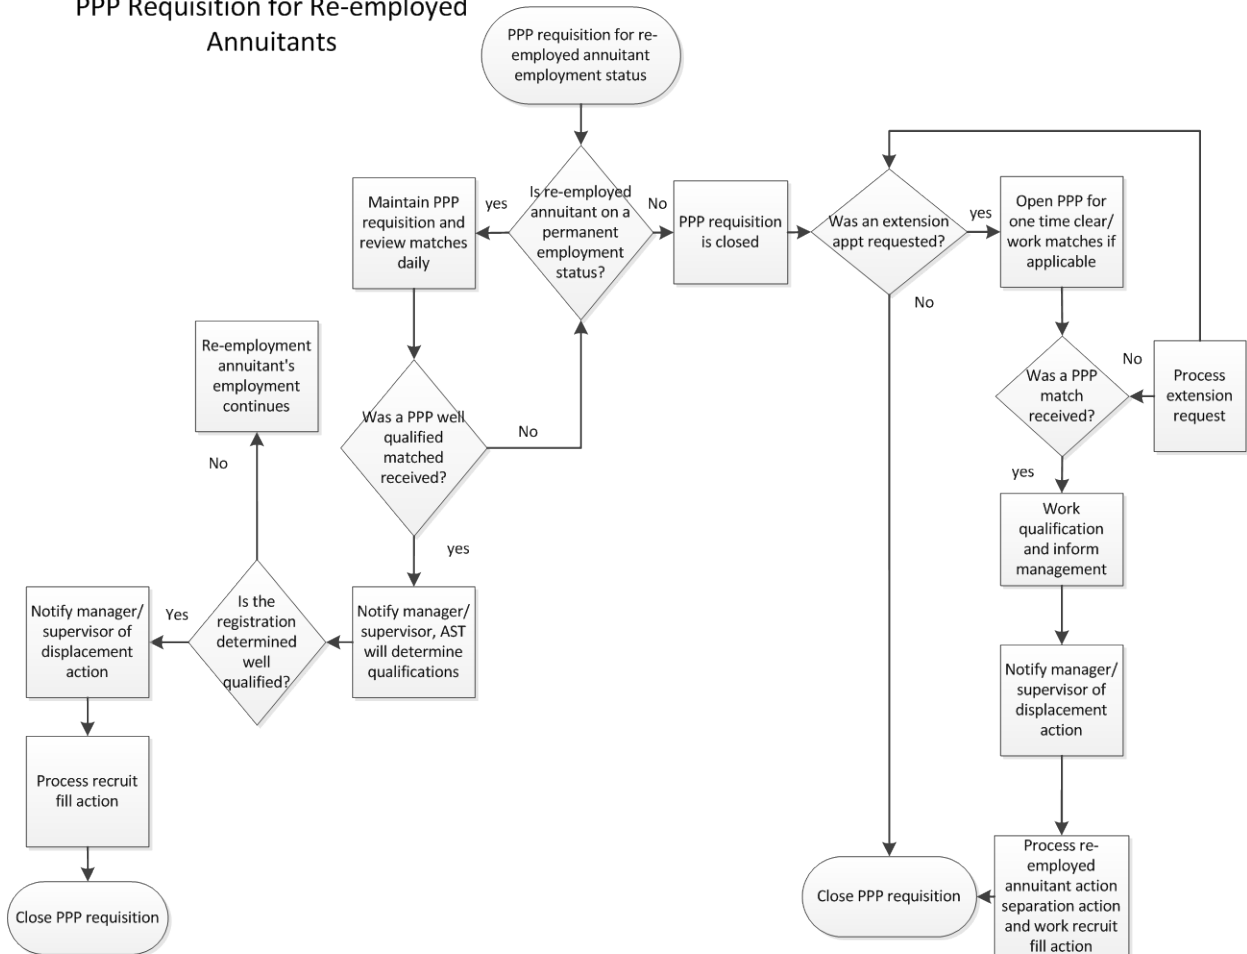 PPP Requisition for Re-employed
Annuitants
PPP requisition for re-
employed annuitant
employment status
Is re-employed
annuitant on a
permanent
employment
status?
yes
No
Maintain PPP
requisition and
review matches
daily
PPP requisition
is closed
Was an extension
appt requested?
yes
No
Open PPP for
one time clear/
work matches if
applicable
Re-employment
annuitant's
employment
continues
Was a PPP well
qualified
matched
received?
No
yes
Was a PPP
match
received?
No
yes
Process
extension
request
No
Work
qualification
and inform
management
Notify manager/
supervisor of
displacement
action
Yes
Is the
registration
determined
well
qualified?
Notify manager/
supervisor, AST
will determine
qualifications
Notify manager/
supervisor of
displacement
action
Process recruit
fill action
Close PPP requisition
Close PPP requisition
Process re-
employed
annuitant action
separation action
and work recruit
fill action